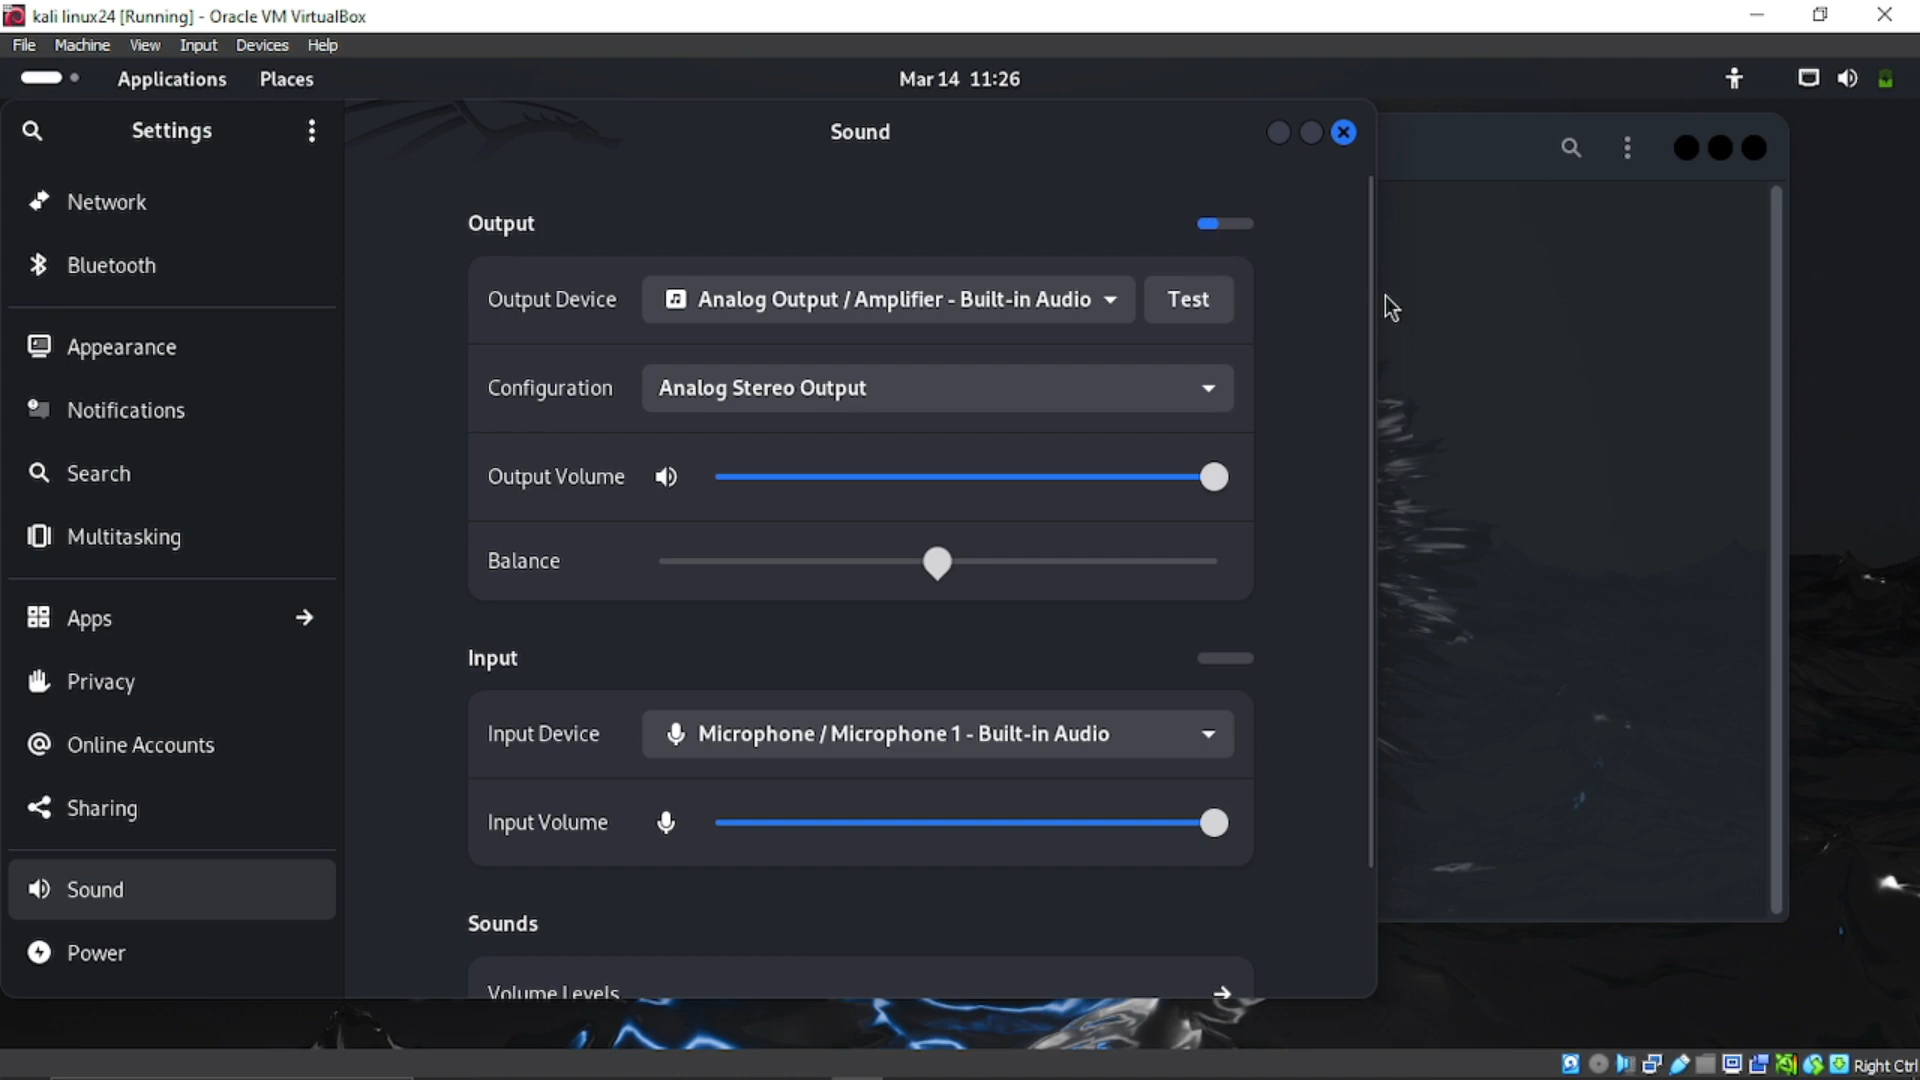 kali linux24 [Running] - Oracle VM VirtualBox
File Machine View Input Devices Help
Applications Places Mar 14 11:26
Settings
Sound
Network
Bluetooth
Appearance
Notifications
Search
Multitasking
Apps
Privacy
Online Accounts
Sharing
Sound
Power
Output
Output Device Analog Output / Amplifier - Built-in Audio Test
Configuration Analog Stereo Output
Output Volume
Balance
Input
Input Device Microphone / Microphone 1 - Built-in Audio
Input Volume
Sounds
Volume Levels
Right Ctrl